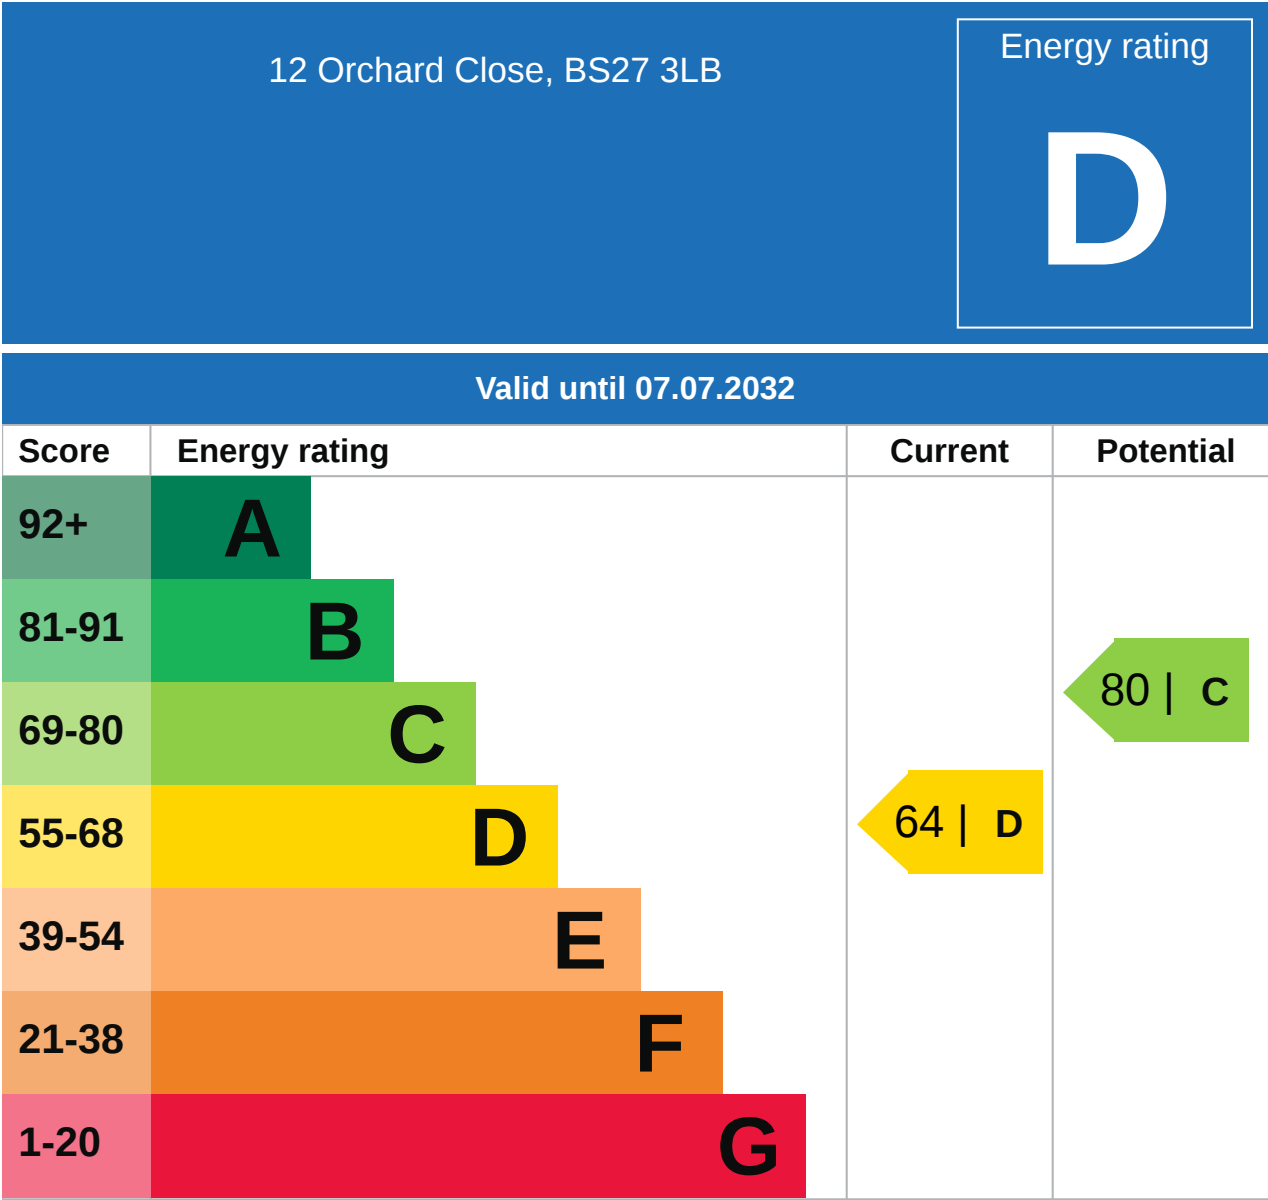 12 Orchard Close, BS27 3LB
Energy rating
D
Valid until 07.07.2032
Score Energy rating Current Potential
92+ A
81-91 B
80 | C
69-80 C
64 | D
55-68 D
39-54 E
21-38 F
1-20 G